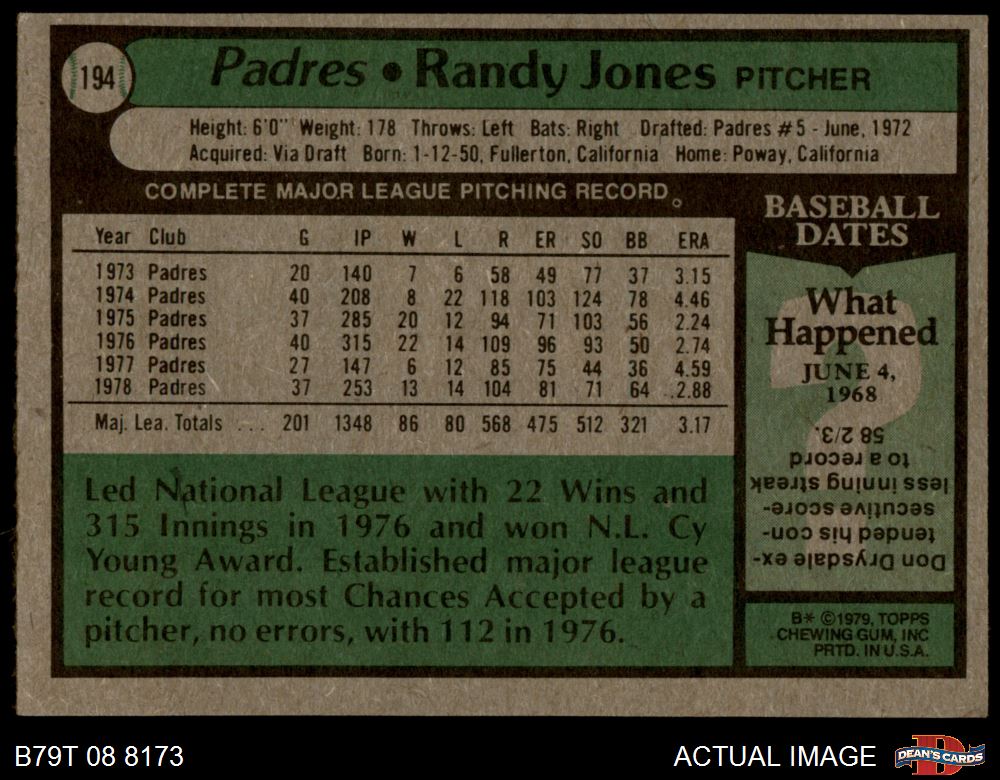 194
Padres • Randy Jones PITCHER
Height: 6'0" Weight: 178 Throws: Left Bats: Right Drafted: Padres #5 - June, 1972
Acquired: Via Draft Born: 1-12-50, Fullerton, California Home: Poway, California
COMPLETE MAJOR LEAGUE PITCHING RECORD
Year Club G IP W L R ER SO BB ERA
1973 Padres 20 140 7 6 58 49 77 37 3.15
1974 Padres 40 208 8 22 118 103 124 78 4.46
1975 Padres 37 285 20 12 94 71 103 56 2.24
1976 Padres 40 315 22 14 109 96 93 50 2.74
1977 Padres 27 147 6 12 85 75 44 36 4.59
1978 Padres 37 253 13 14 104 81 71 64 2.88
Maj. Lea. Totals ... 201 1348 86 80 568 475 512 321 3.17
Led National League with 22 Wins and
315 Innings in 1976 and won N.L. Cy
Young Award. Established major league
record for most Chances Accepted by a
pitcher, no errors, with 112 in 1976.
BASEBALL
DATES
What
Happened
JUNE 4,
1968
Don Drysdale ex-
tended his con-
secutive score-
less inning streak
to a record
58 2/3.
B* ©1979, TOPPS
CHEWING GUM, INC
PRTD. IN U.S.A.
B79T 08 8173
ACTUAL IMAGE
DEAN'S CARDS